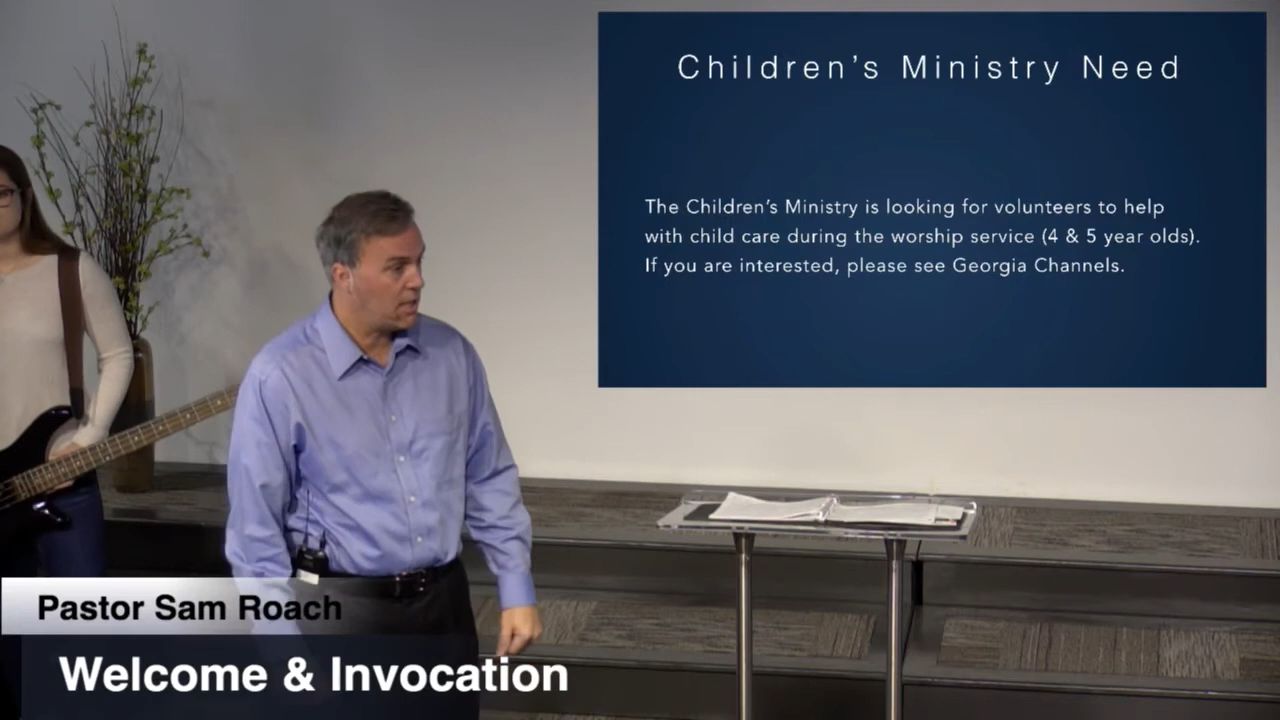 Children's Ministry Need
The Children's Ministry is looking for volunteers to help
with child care during the worship service (4 & 5 year olds).
If you are interested, please see Georgia Channels.
Pastor Sam Roach
Welcome & Invocation